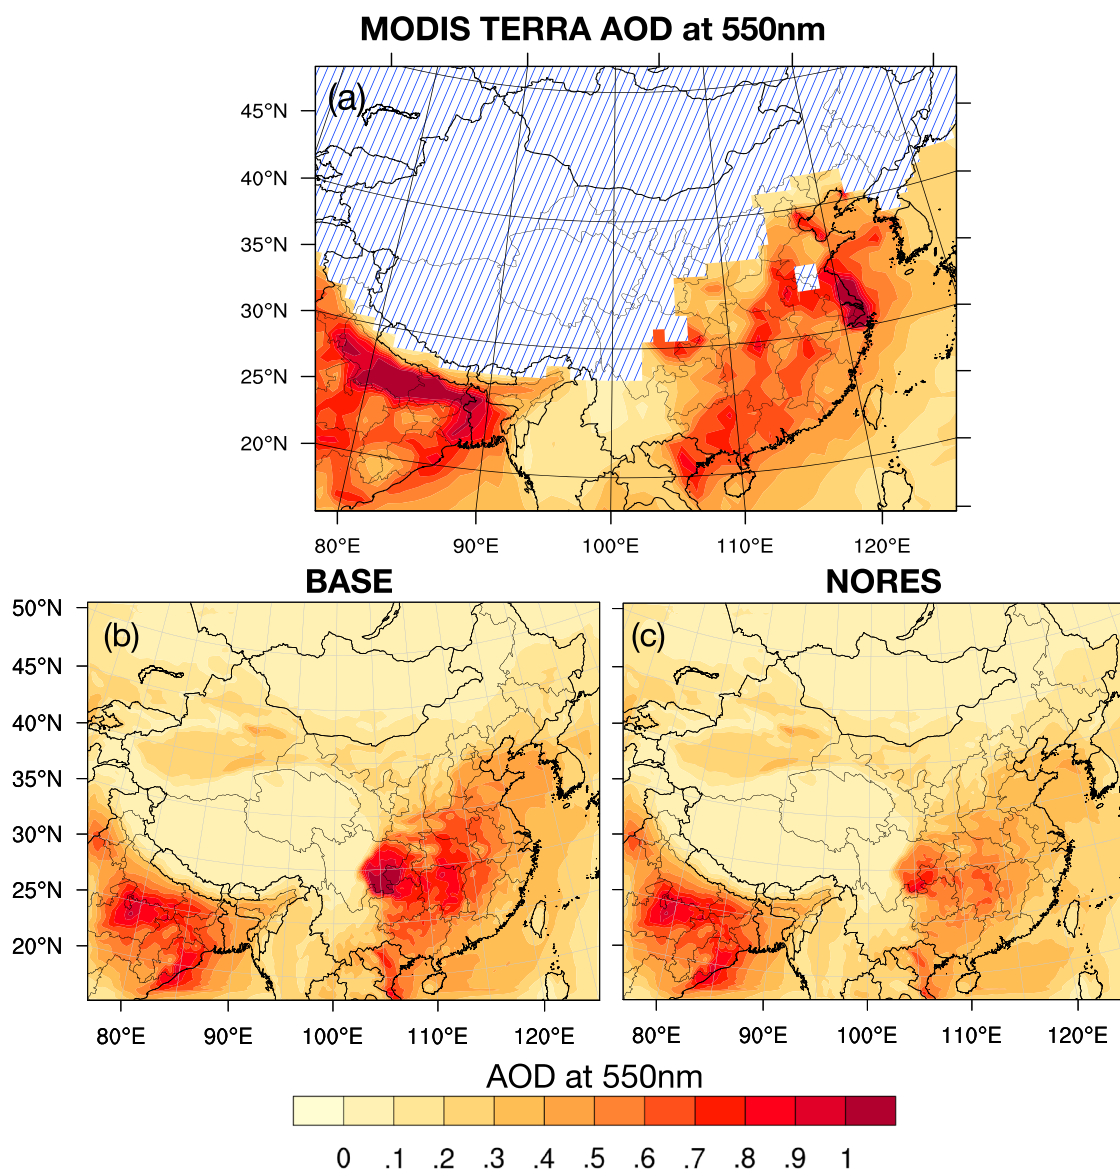 MODIS TERRA AOD at 550nm
(a)
45°N
40°N
35°N
30°N
25°N
20°N
80°E 90°E 100°E 110°E 120°E
BASE NORES
50°N
(b) (c)
45°N
40°N
35°N
30°N
25°N
20°N
80°E 90°E 100°E 110°E 120°E 80°E 90°E 100°E 110°E 120°E
AOD at 550nm
0 .1 .2 .3 .4 .5 .6 .7 .8 .9 1